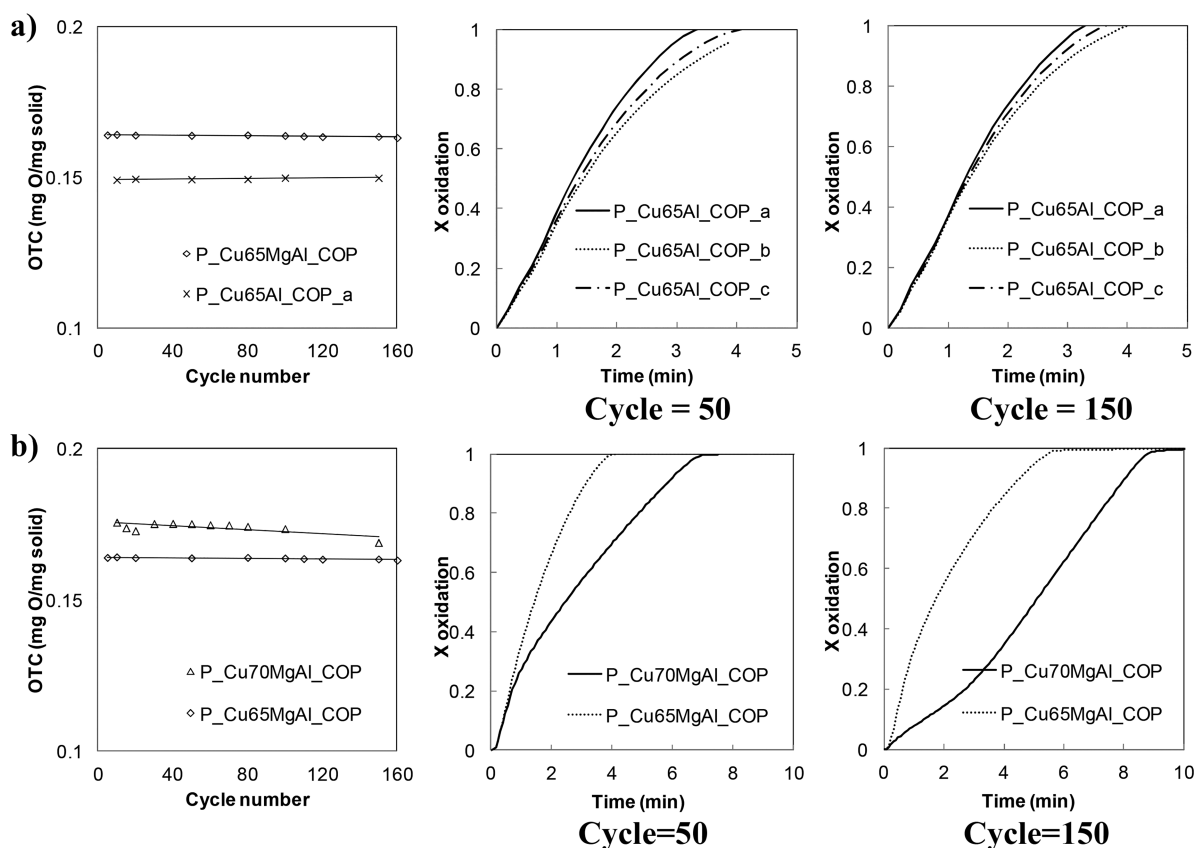 a)
0.2
0.15
0.1
OTC (mg O/mg solid)
P_Cu65MgAl_COP
P_Cu65Al_COP_a
0 40 80 120 160
Cycle number
1
0.8
0.6
0.4
0.2
0
X oxidation
P_Cu65Al_COP_a
P_Cu65Al_COP_b
P_Cu65Al_COP_c
0 1 2 3 4 5
Time (min)
Cycle = 50
1
0.8
0.6
0.4
0.2
0
X oxidation
P_Cu65Al_COP_a
P_Cu65Al_COP_b
P_Cu65Al_COP_c
0 1 2 3 4 5
Time (min)
Cycle = 150
b)
0.2
0.15
0.1
OTC (mg O/mg solid)
P_Cu70MgAl_COP
P_Cu65MgAl_COP
0 40 80 120 160
Cycle number
1
0.8
0.6
0.4
0.2
0
X oxidation
P_Cu70MgAl_COP
P_Cu65MgAl_COP
0 2 4 6 8 10
Time (min)
Cycle=50
1
0.8
0.6
0.4
0.2
0
X oxidation
P_Cu70MgAl_COP
P_Cu65MgAl_COP
0 2 4 6 8 10
Time (min)
Cycle=150